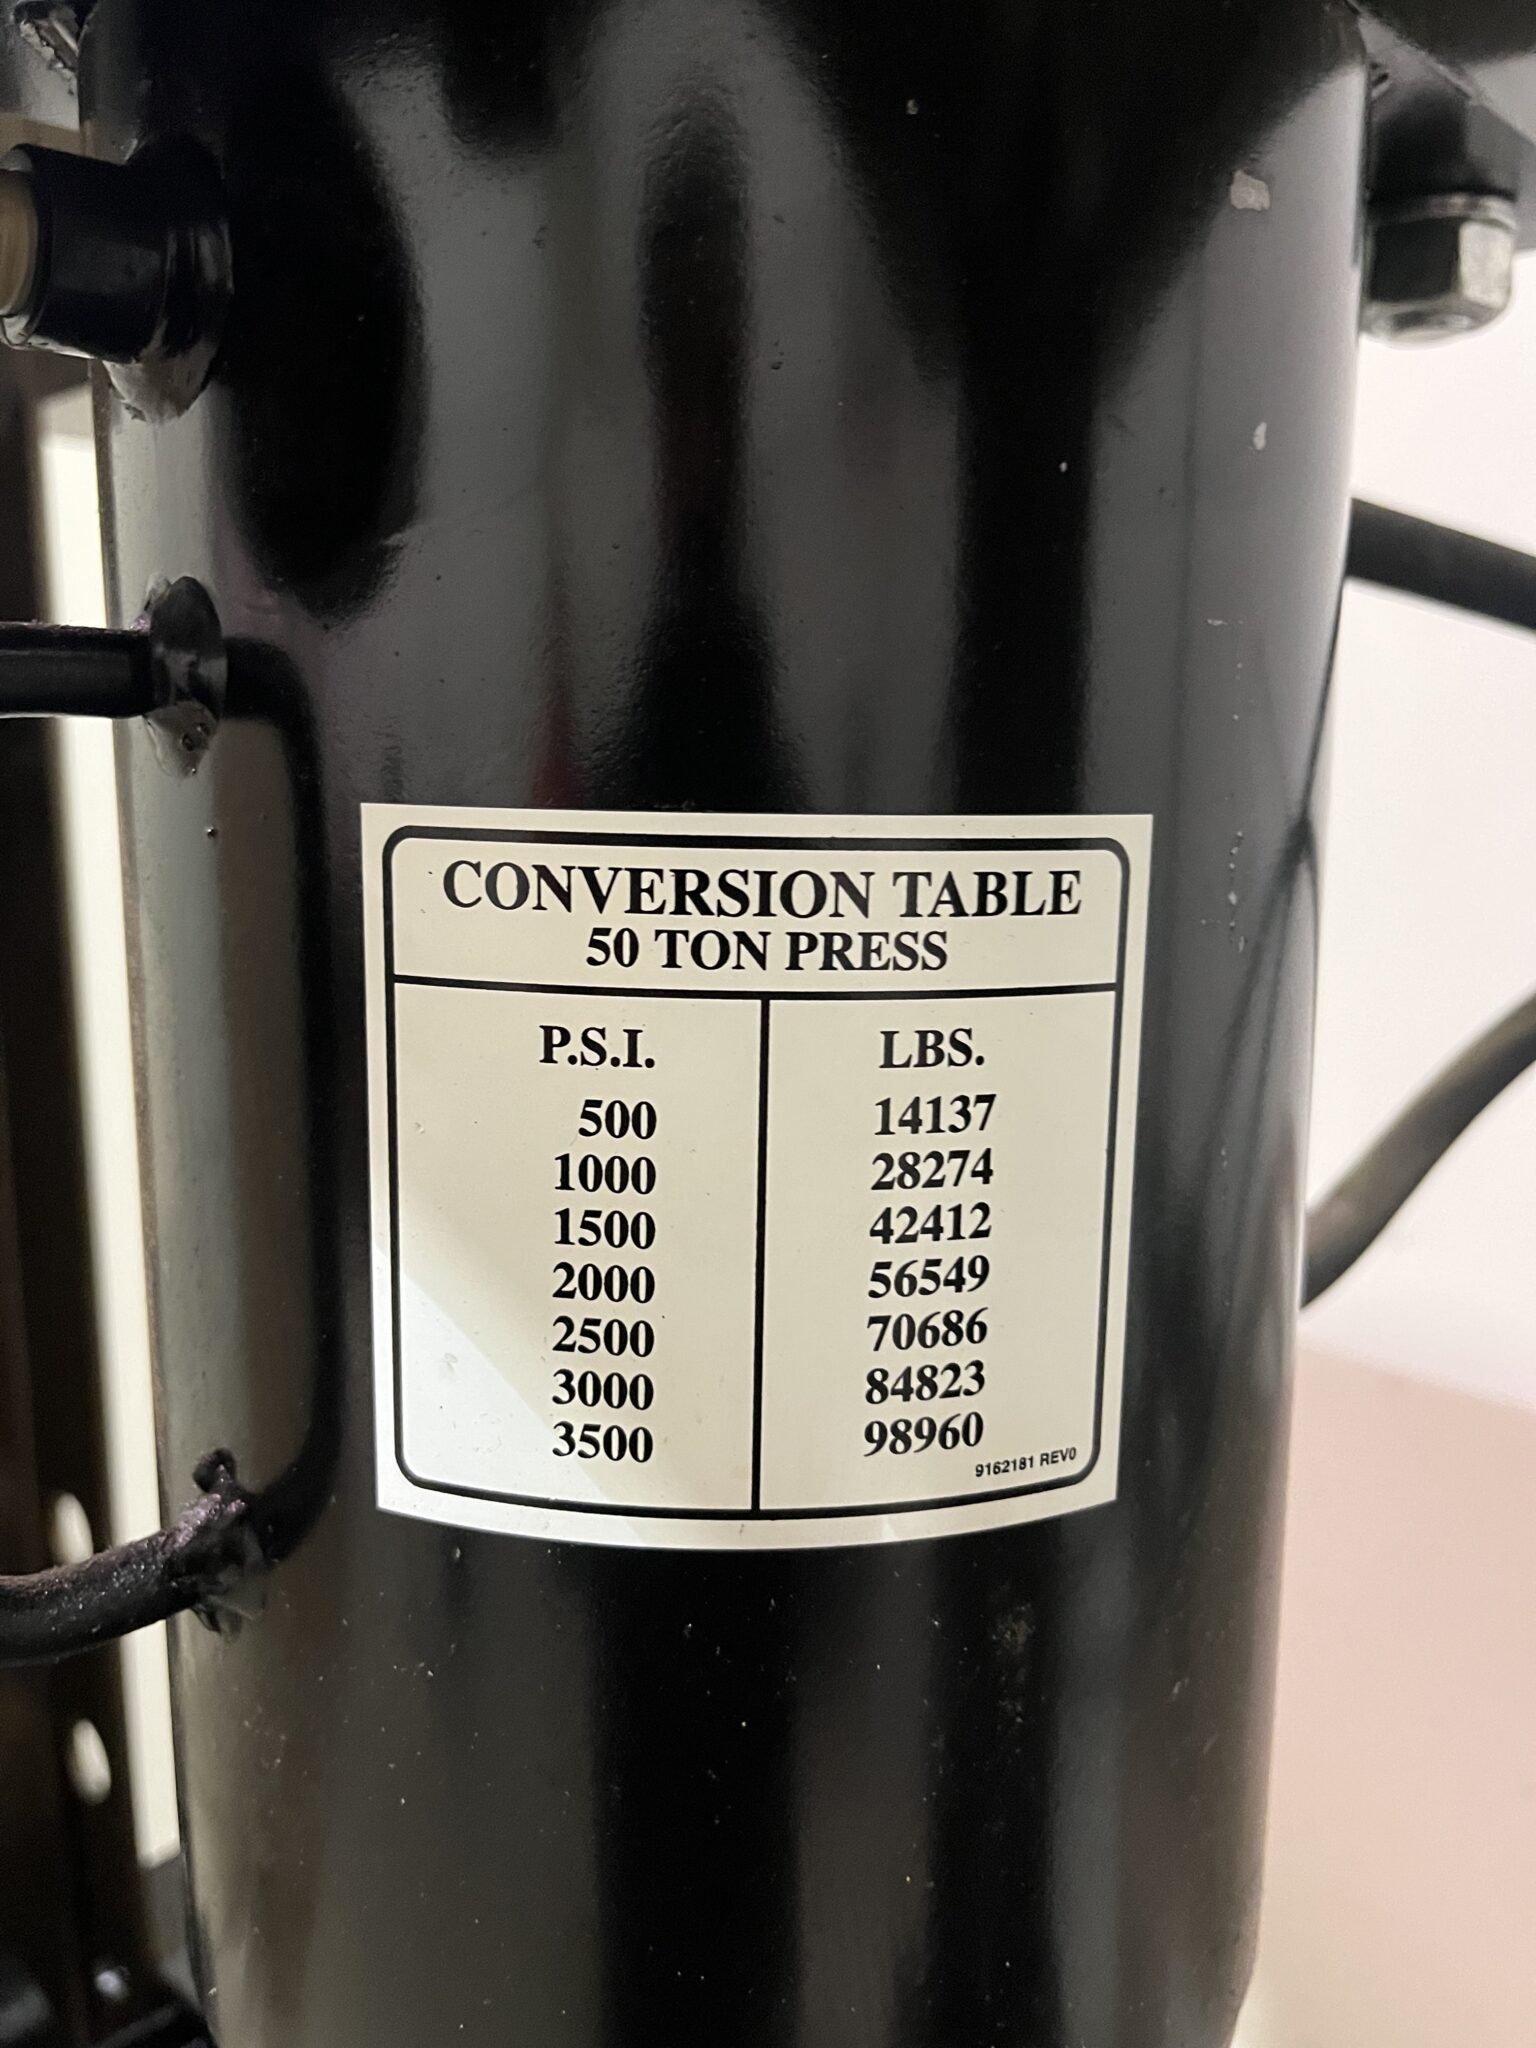 CONVERSION TABLE
50 TON PRESS
P.S.I. LBS.
500 14137
1000 28274
1500 42412
2000 56549
2500 70686
3000 84823
3500 98960
9162181 REV0